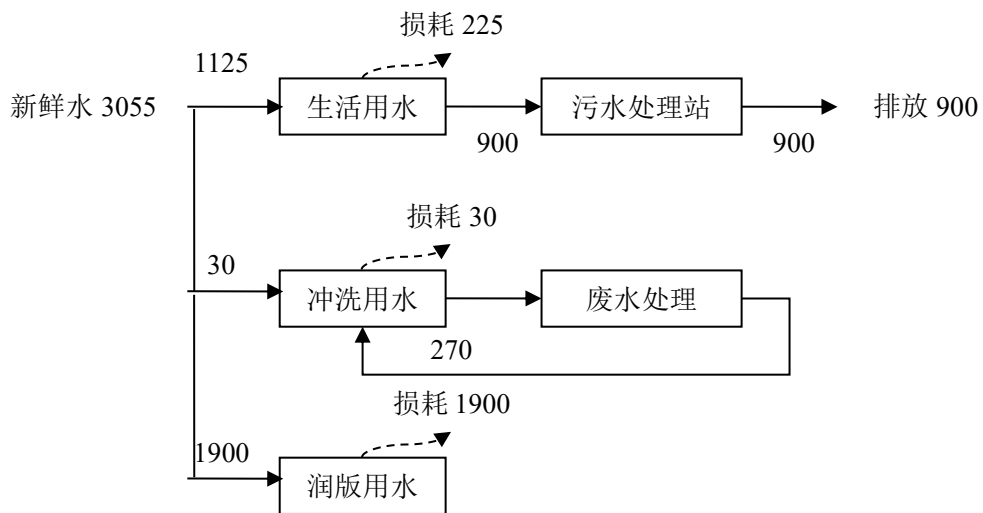 损耗 225
1125
新鲜水 3055
生活用水
污水处理站
排放 900
900
900
损耗 30
30
冲洗用水
废水处理
270
损耗 1900
1900
润版用水